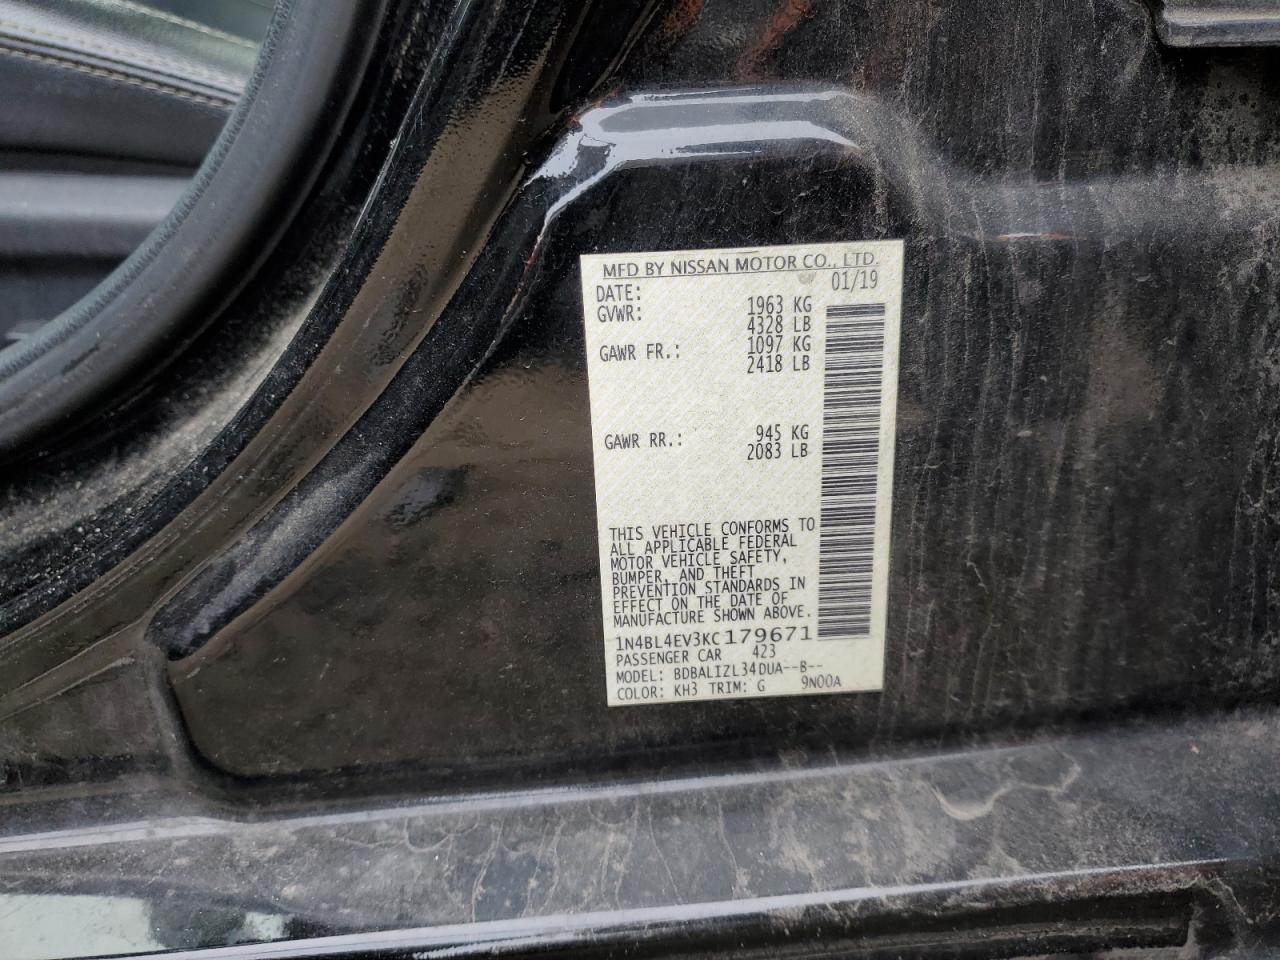 MFD BY NISSAN MOTOR CO., LTD.
DATE: 01/19
GVWR: 1963 KG
4328 LB
GAWR FR.: 1097 KG
2418 LB
GAWR RR.: 945 KG
2083 LB
THIS VEHICLE CONFORMS TO
ALL APPLICABLE FEDERAL
MOTOR VEHICLE SAFETY,
BUMPER, AND THEFT
PREVENTION STANDARDS IN
EFFECT ON THE DATE OF
MANUFACTURE SHOWN ABOVE.
1N4BL4EV3KC179671
PASSENGER CAR 423
MODEL: BDBALIZL34DUA--B--
COLOR: KH3 TRIM: G 9N00A